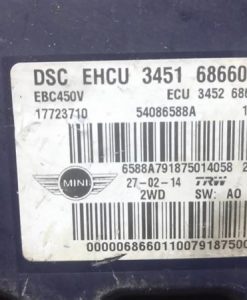 DSC EHCU 3451 68660
EBC450V ECU 3452 686
17723710 54086588A
6588A791875014058
MINI
27-02-14 TRW
2WD SW: A0
0000068660110079187500